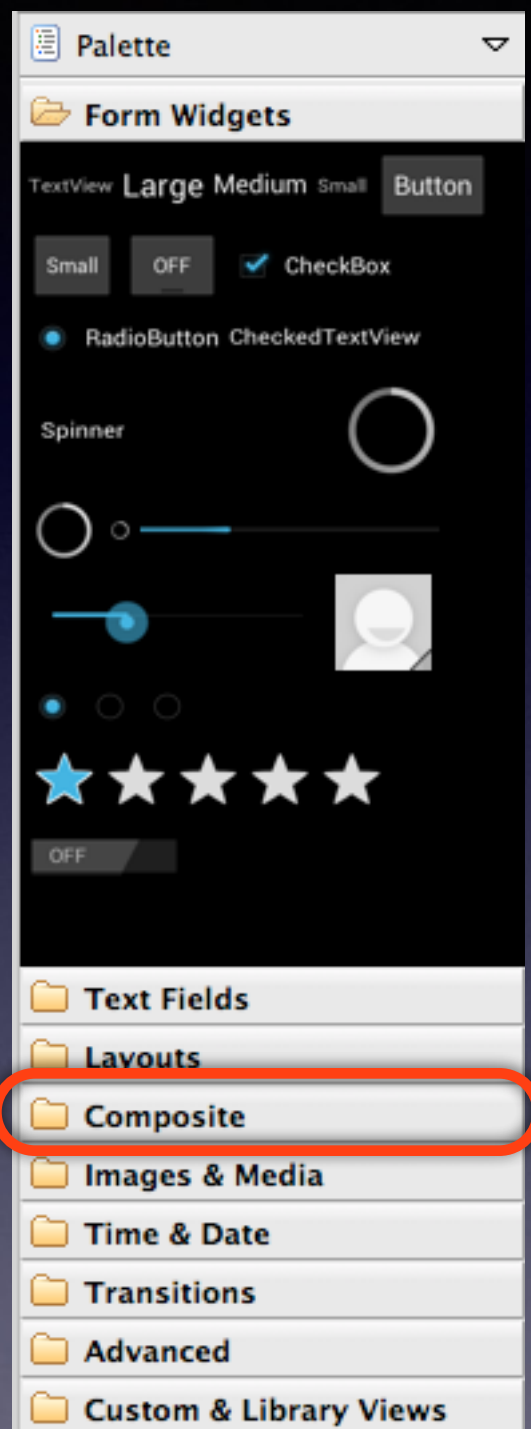 Palette
Form Widgets
TextView Large Medium Small Button
Small OFF CheckBox
RadioButton CheckedTextView
Spinner
OFF
Text Fields
Layouts
Composite
Images & Media
Time & Date
Transitions
Advanced
Custom & Library Views